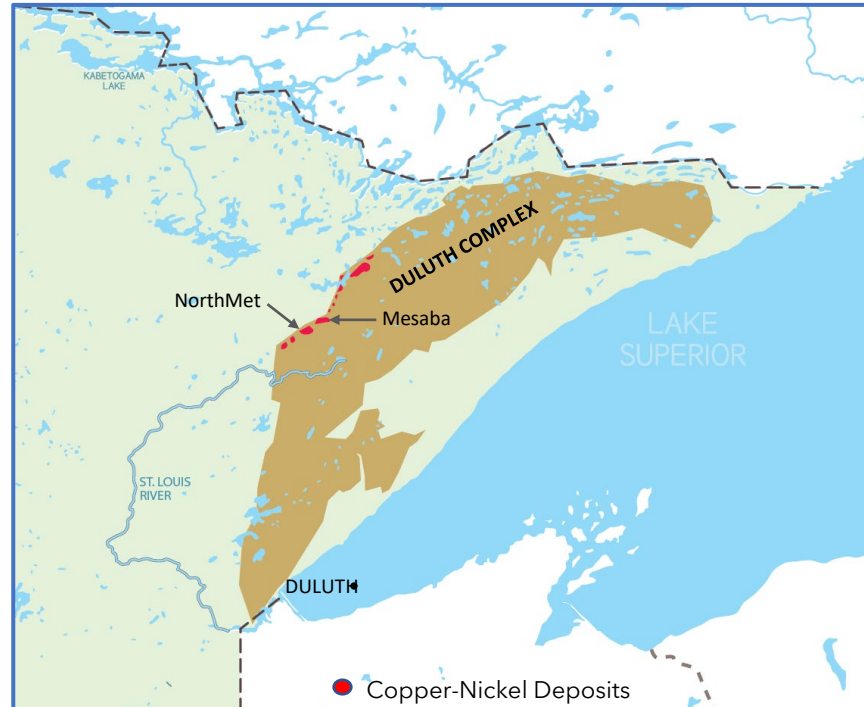 KABETOGAMA
LAKE
DULUTH COMPLEX
NorthMet
Mesaba
LAKE
SUPERIOR
ST. LOUIS
RIVER
DULUTH
Copper-Nickel Deposits